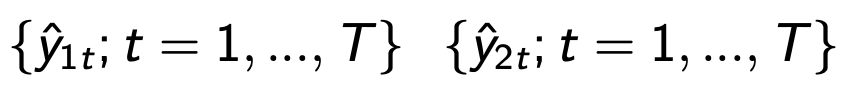 {ŷ₁ₜ; t = 1, ..., T} {ŷ₂ₜ; t = 1, ..., T}